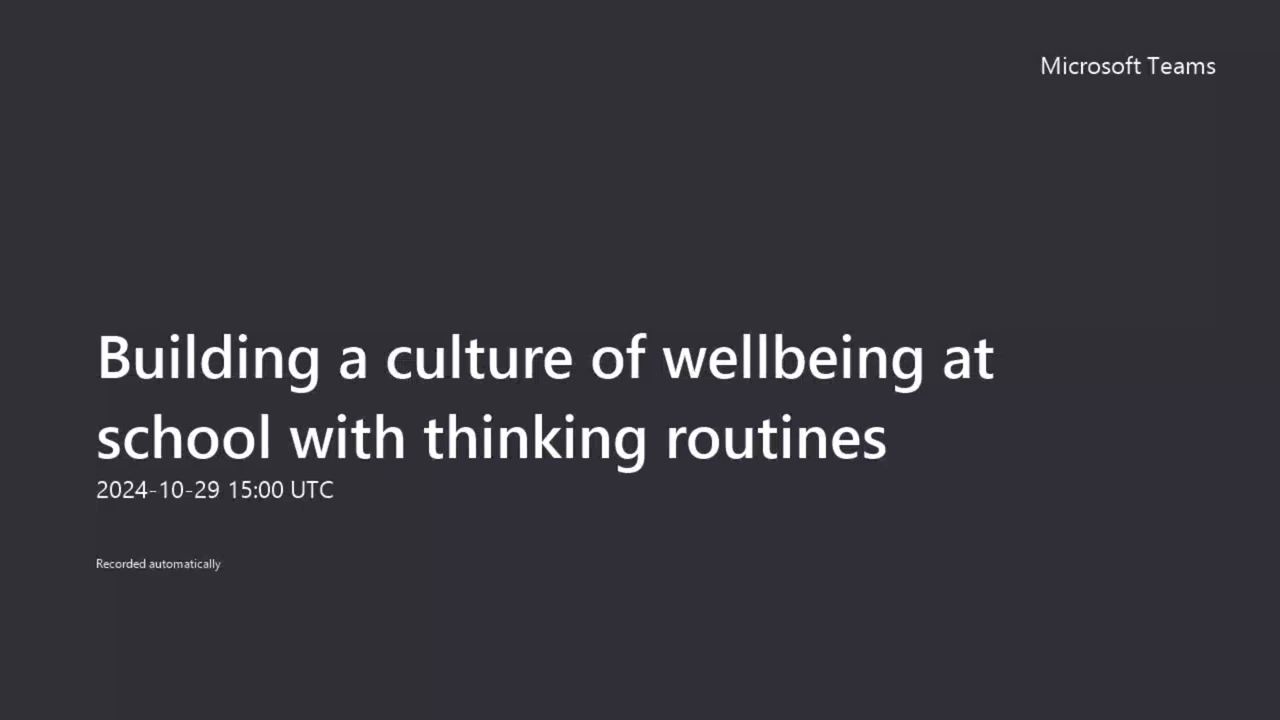 Microsoft Teams
Building a culture of wellbeing at
school with thinking routines
2024-10-29 15:00 UTC
Recorded automatically